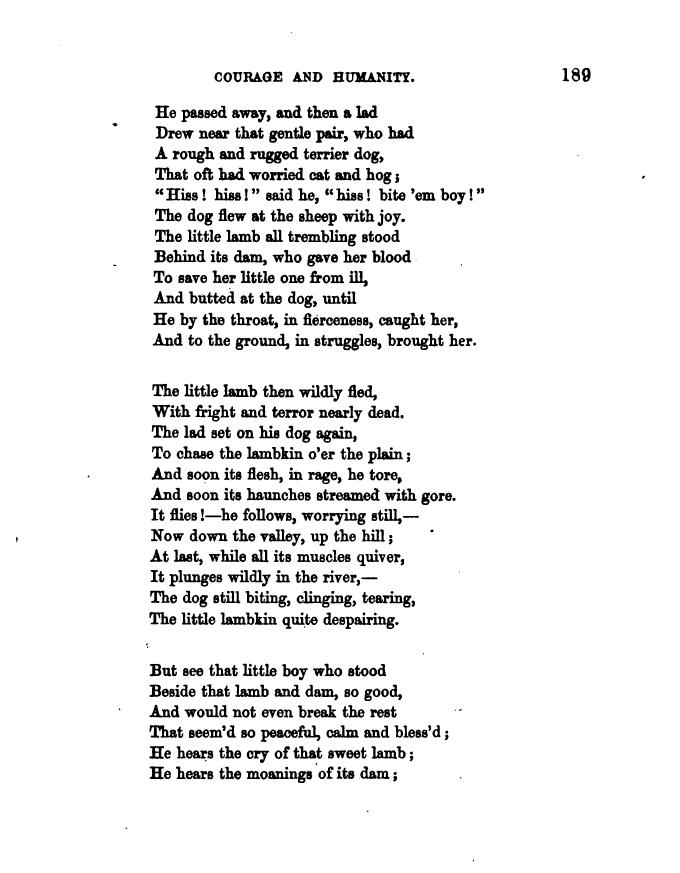 COURAGE AND HUMANITY. 189
He passed away, and then a lad
Drew near that gentle pair, who had
A rough and rugged terrier dog,
That oft had worried cat and hog;
“Hiss! hiss!” said he, “hiss! bite ’em boy!”
The dog flew at the sheep with joy.
The little lamb all trembling stood
Behind its dam, who gave her blood
To save her little one from ill,
And butted at the dog, until
He by the throat, in fierceness, caught her,
And to the ground, in struggles, brought her.
The little lamb then wildly fled,
With fright and terror nearly dead.
The lad set on his dog again,
To chase the lambkin o’er the plain;
And soon its flesh, in rage, he tore,
And soon its haunches streamed with gore.
It flies!—he follows, worrying still,—
Now down the valley, up the hill;
At last, while all its muscles quiver,
It plunges wildly in the river,—
The dog still biting, clinging, tearing,
The little lambkin quite despairing.
But see that little boy who stood
Beside that lamb and dam, so good,
And would not even break the rest
That seem’d so peaceful, calm and bless’d;
He hears the cry of that sweet lamb;
He hears the moanings of its dam;